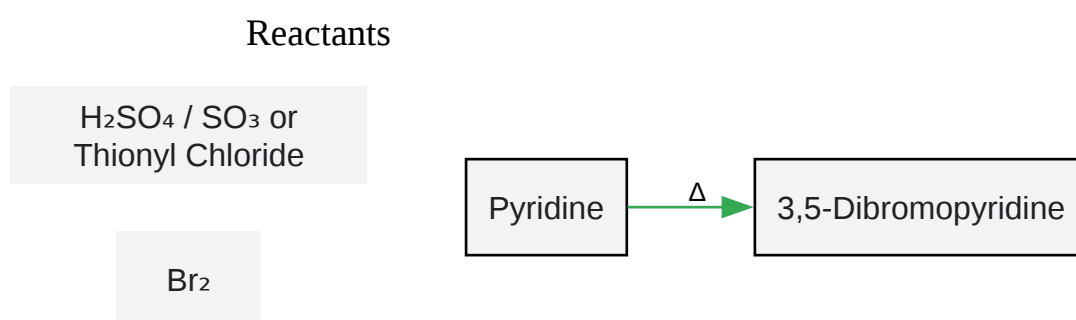 Reactants
H₂SO₄ / SO₃ or
Thionyl Chloride
Br₂
Pyridine
Δ
3,5-Dibromopyridine